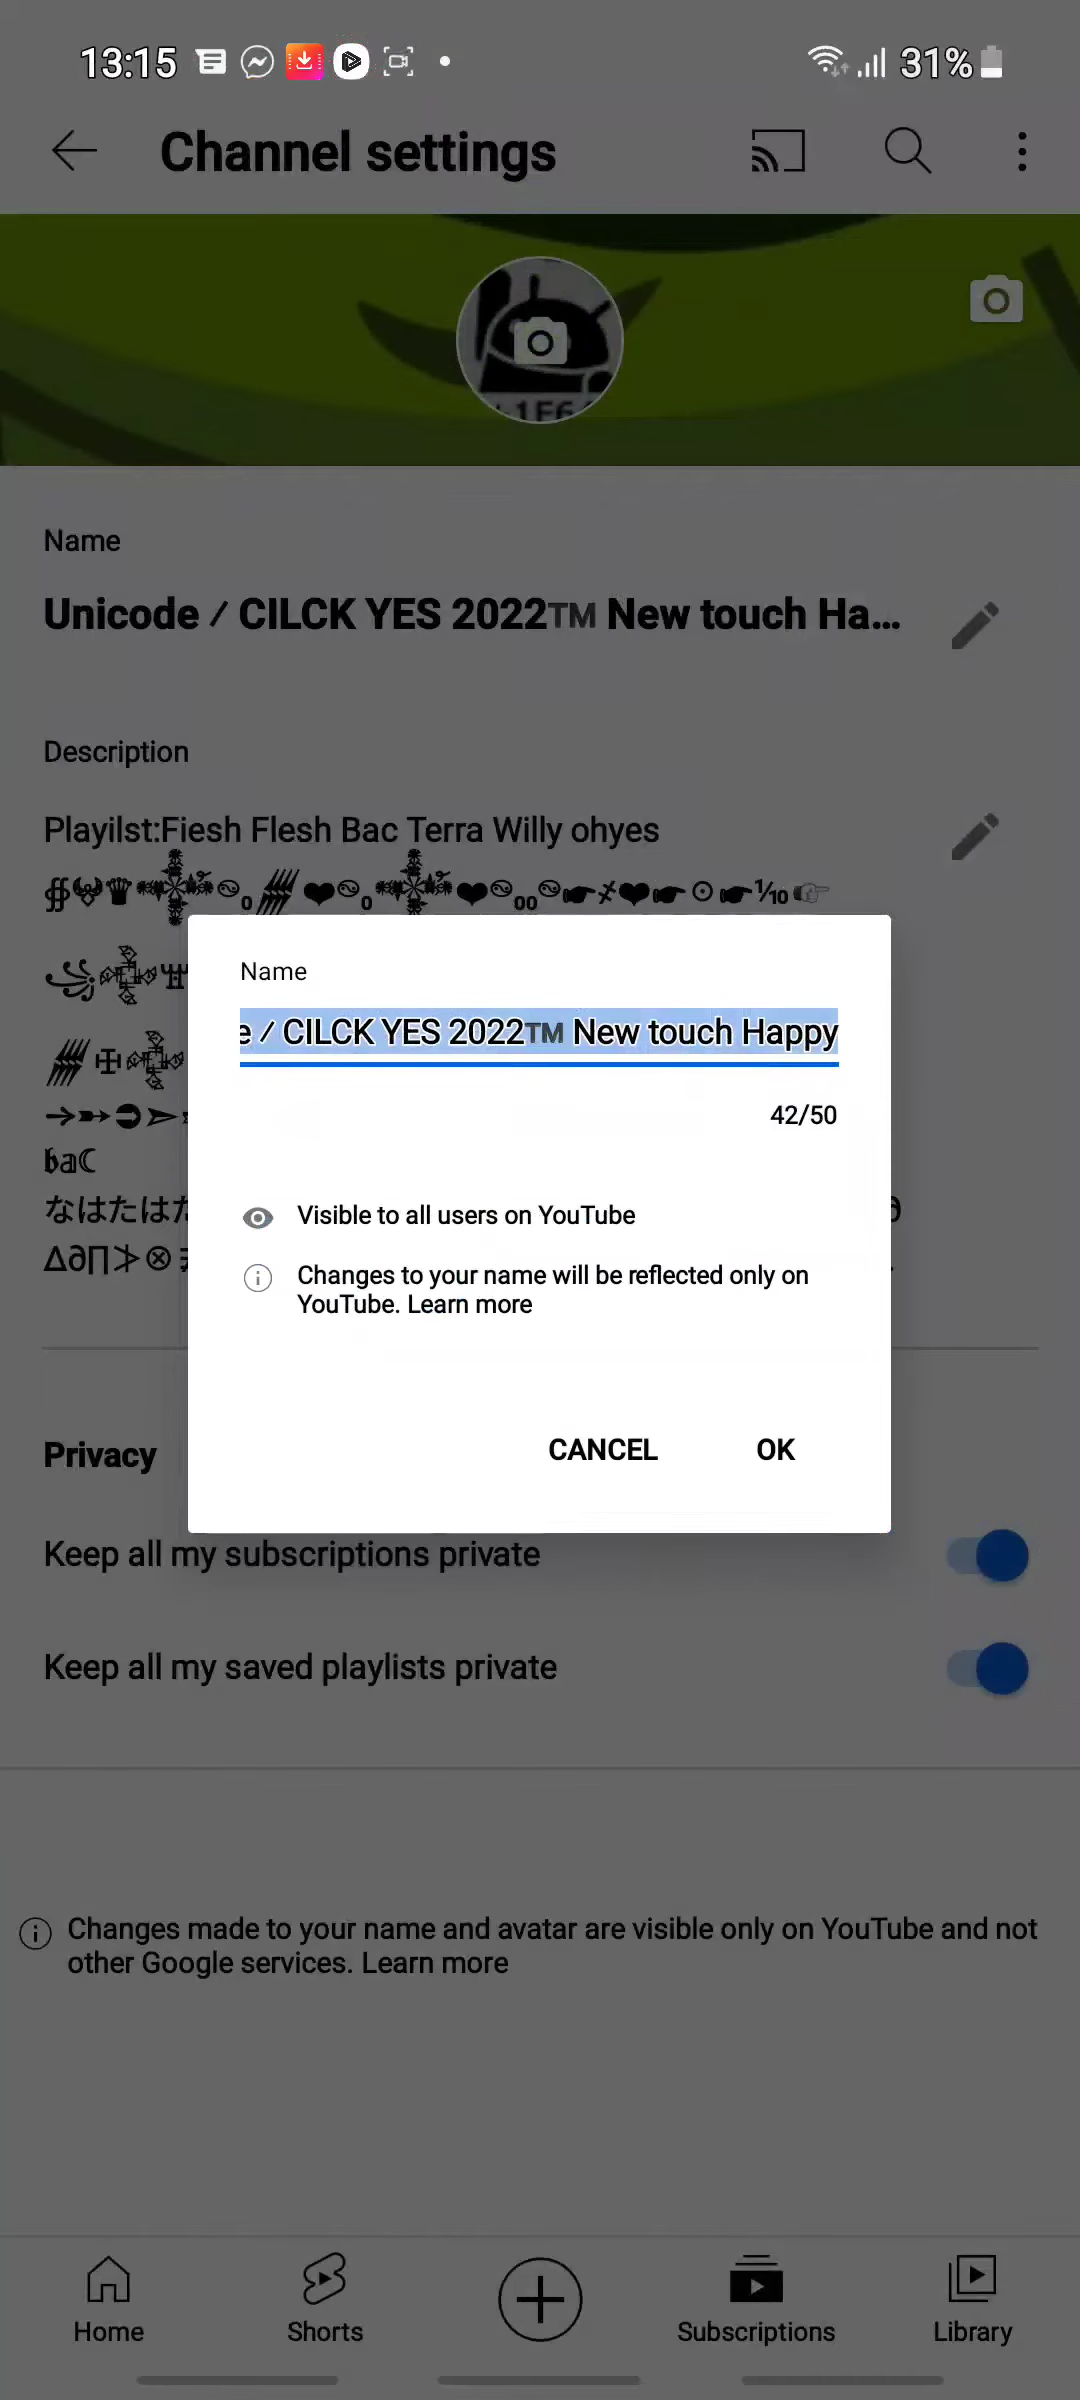 13:15
31%
Channel settings
Name
Unicode ⁄ CILCK YES 2022TM New touch Ha...
Description
Playilst:Fiesh Flesh Bac Terra Willy ohyes
Name
e ⁄ CILCK YES 2022TM New touch Happy
42/50
Visible to all users on YouTube
Changes to your name will be reflected only on
YouTube. Learn more
CANCEL
OK
なはたはた
Privacy
Keep all my subscriptions private
Keep all my saved playlists private
Changes made to your name and avatar are visible only on YouTube and not
other Google services. Learn more
Home
Shorts
Subscriptions
Library